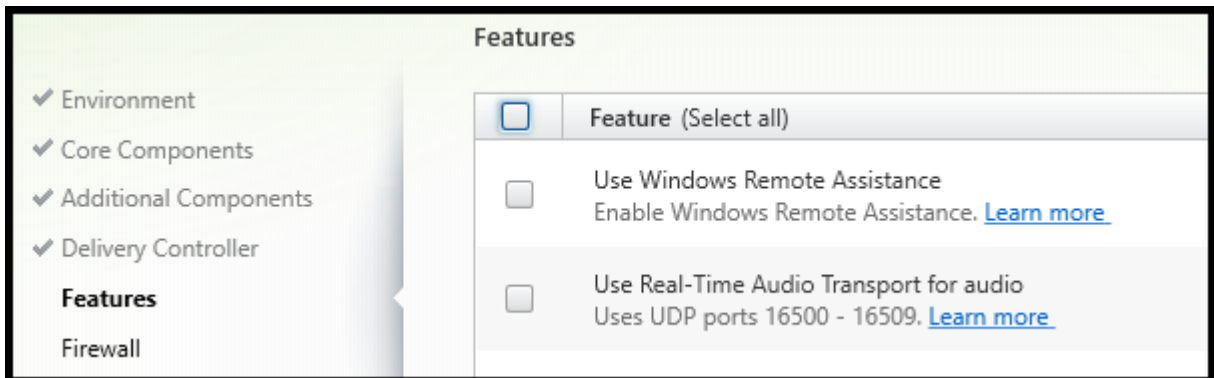 Features
Environment
Core Components
Additional Components
Delivery Controller
Features
Firewall
Feature (Select all)
Use Windows Remote Assistance
Enable Windows Remote Assistance. Learn more
Use Real-Time Audio Transport for audio
Uses UDP ports 16500 - 16509. Learn more